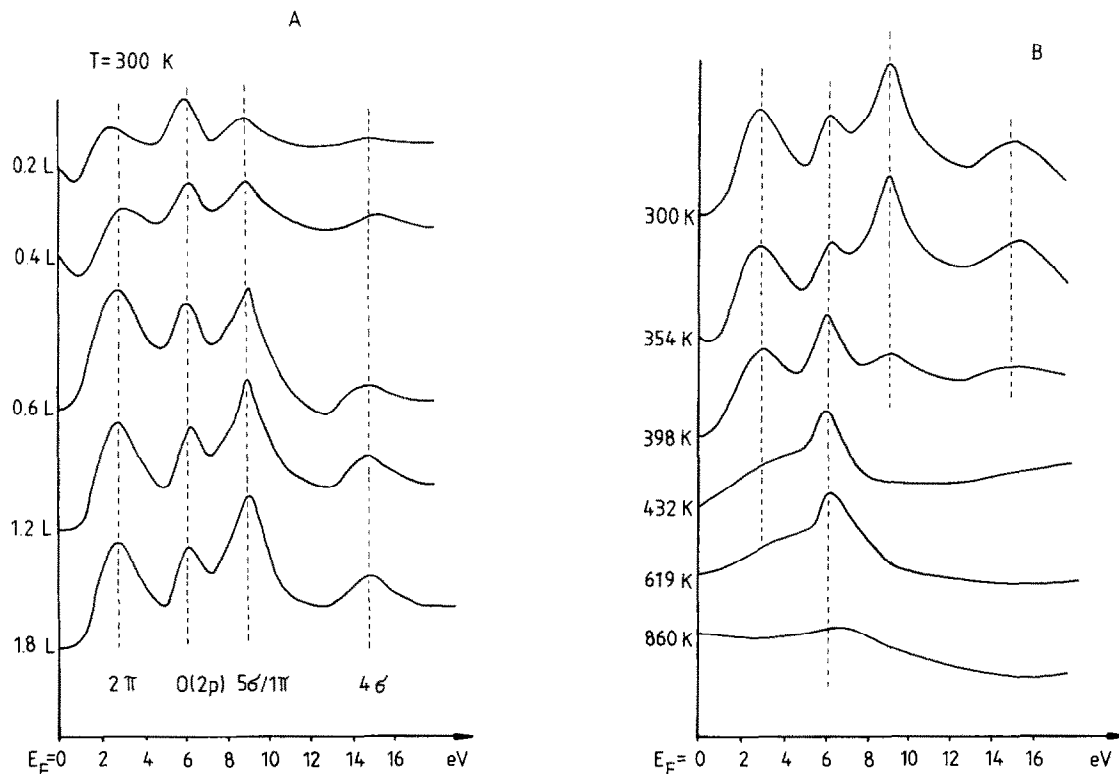 A
T=300 K
0.2 L
0.4 L
0.6 L
1.2 L
1.8 L
2π O(2p) 5σ/1π 4σ
E_F=0 2 4 6 8 10 12 14 16 eV
B
300 K
354 K
398 K
432 K
619 K
860 K
E_F=0 2 4 6 8 10 12 14 16 eV